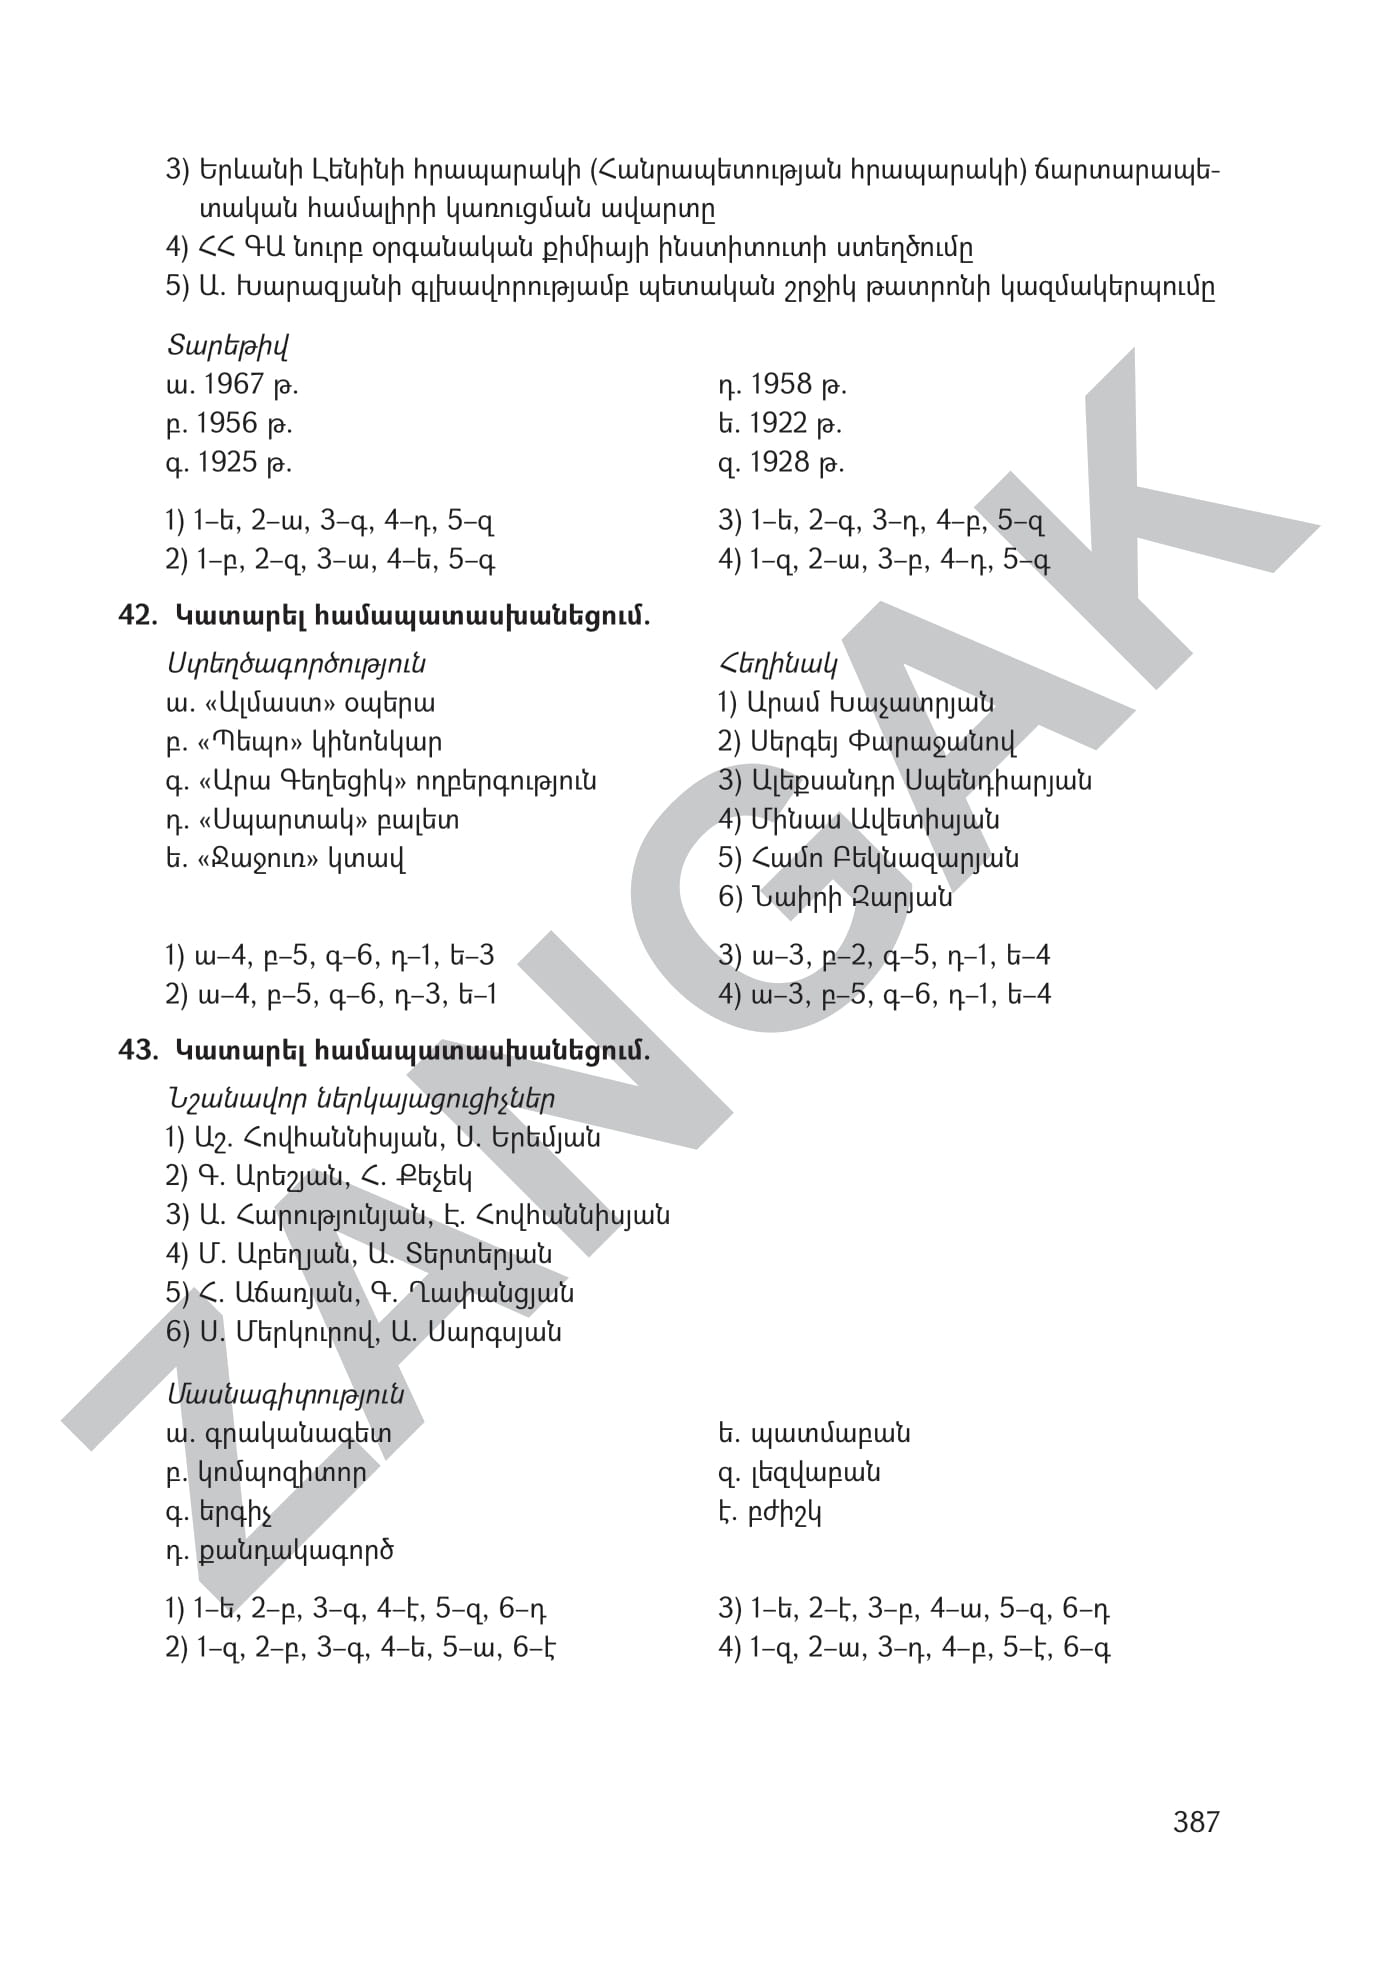 3) Երևանի Լենինի հրապարակի (Հանրապետության հրապարակի) ճարտարապե-
տական համալիրի կառուցման ավարտը
4) ՀՀ ԳԱ նուրբ օրգանական քիմիայի ինստիտուտի ստեղծումը
5) Ա. Խարազյանի գլխավորությամբ պետական շրջիկ թատրոնի կազմակերպումը
Տարեթիվ
ա. 1967 թ.
բ. 1956 թ.
գ. 1925 թ.
դ. 1958 թ.
ե. 1922 թ.
զ. 1928 թ.
1) 1–ե, 2–ա, 3–գ, 4–դ, 5–զ
2) 1–բ, 2–զ, 3–ա, 4–ե, 5–գ
3) 1–ե, 2–գ, 3–դ, 4–բ, 5–զ
4) 1–զ, 2–ա, 3–բ, 4–դ, 5–գ
42. Կատարել համապատասխանեցում.
Ստեղծագործություն
ա. «Ալմաստ» օպերա
բ. «Պեպո» կինոնկար
գ. «Արա Գեղեցիկ» ողբերգություն
դ. «Սպարտակ» բալետ
ե. «Ջաջուռ» կտավ
Հեղինակ
1) Արամ Խաչատրյան
2) Սերգեյ Փարաջանով
3) Ալեքսանդր Սպենդիարյան
4) Մինաս Ավետիսյան
5) Համո Բեկնազարյան
6) Նաիրի Զարյան
1) ա–4, բ–5, գ–6, դ–1, ե–3
2) ա–4, բ–5, գ–6, դ–3, ե–1
3) ա–3, բ–2, գ–5, դ–1, ե–4
4) ա–3, բ–5, գ–6, դ–1, ե–4
43. Կատարել համապատասխանեցում.
Նշանավոր ներկայացուցիչներ
1) Աշ. Հովհաննիսյան, Ս. Երեմյան
2) Գ. Արեշյան, Հ. Քեչեկ
3) Ա. Հարությունյան, Է. Հովհաննիսյան
4) Մ. Աբեղյան, Ա. Տերտերյան
5) Հ. Աճառյան, Գ. Ղափանցյան
6) Ս. Մերկուրով, Ա. Սարգսյան
Մասնագիտություն
ա. գրականագետ
բ. կոմպոզիտոր
գ. երգիչ
դ. քանդակագործ
ե. պատմաբան
զ. լեզվաբան
է. բժիշկ
1) 1–ե, 2–բ, 3–գ, 4–է, 5–զ, 6–դ
2) 1–զ, 2–բ, 3–գ, 4–ե, 5–ա, 6–է
3) 1–ե, 2–է, 3–բ, 4–ա, 5–զ, 6–դ
4) 1–զ, 2–ա, 3–դ, 4–բ, 5–է, 6–գ
387
ZANGAK